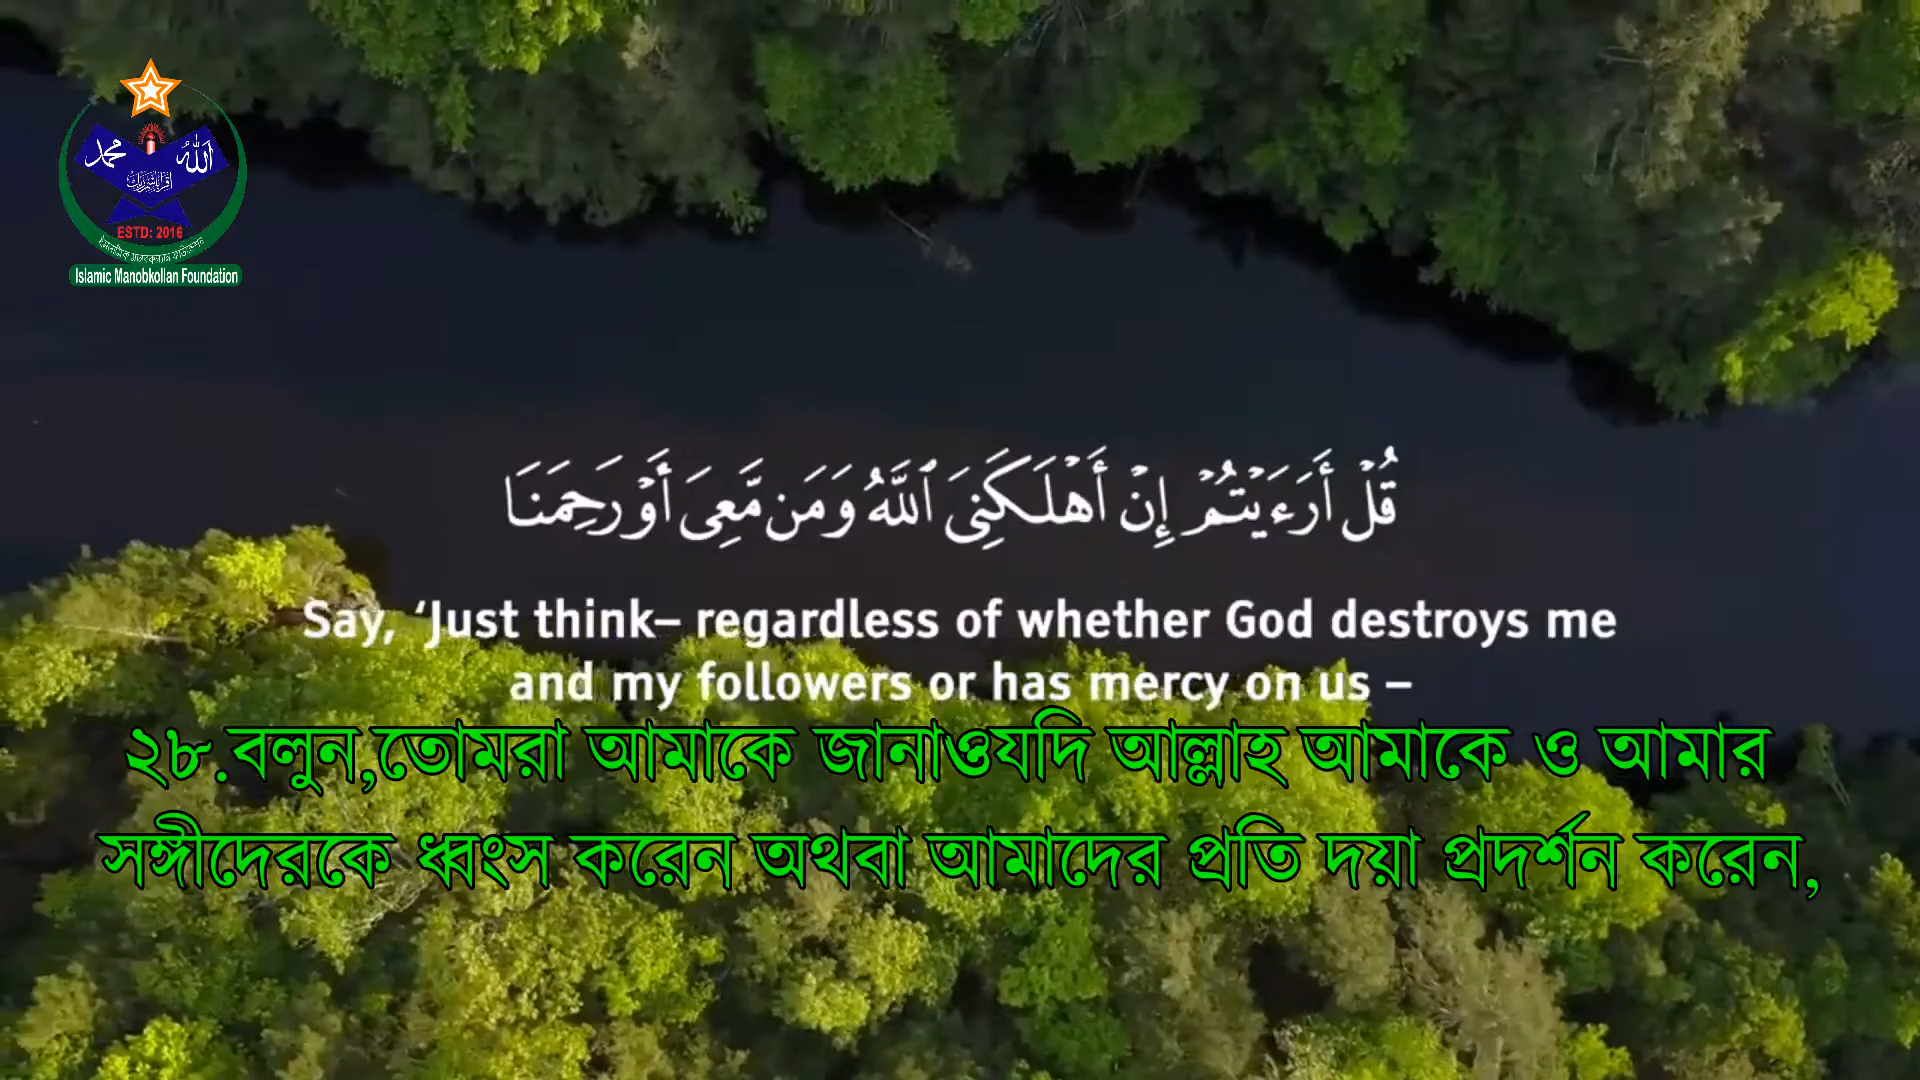 محمد
الله
ESTD: 2016
Islamic Manobkollan Foundation
قُلْ أَرَءَيْتُمْ إِنْ أَهْلَكَنِىَ ٱللَّهُ وَمَن مَّعِىَ أَوْ رَحِمَنَا
Say, ‘Just think– regardless of whether God destroys me
and my followers or has mercy on us –
২৮.বলুন,তোমরা আমাকে জানাওযদি আল্লাহ আমাকে ও আমার
সঙ্গীদেরকে ধ্বংস করেন অথবা আমাদের প্রতি দয়া প্রদর্শন করেন,